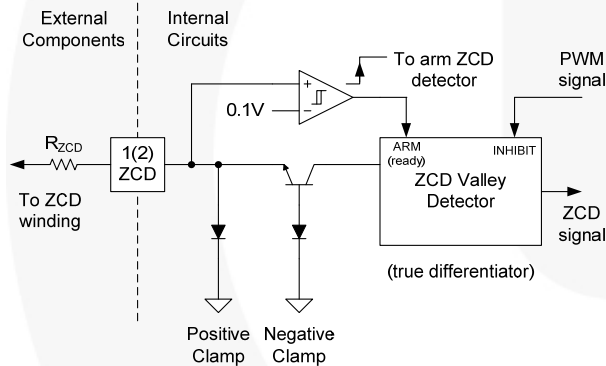 External
Components
Internal
Circuits
To arm ZCD
detector
PWM
signal
+
0.1V
−
RZCD
1(2)
ZCD
ARM
(ready)
INHIBIT
ZCD Valley
Detector
To ZCD
winding
ZCD
signal
(true differentiator)
Positive
Clamp
Negative
Clamp